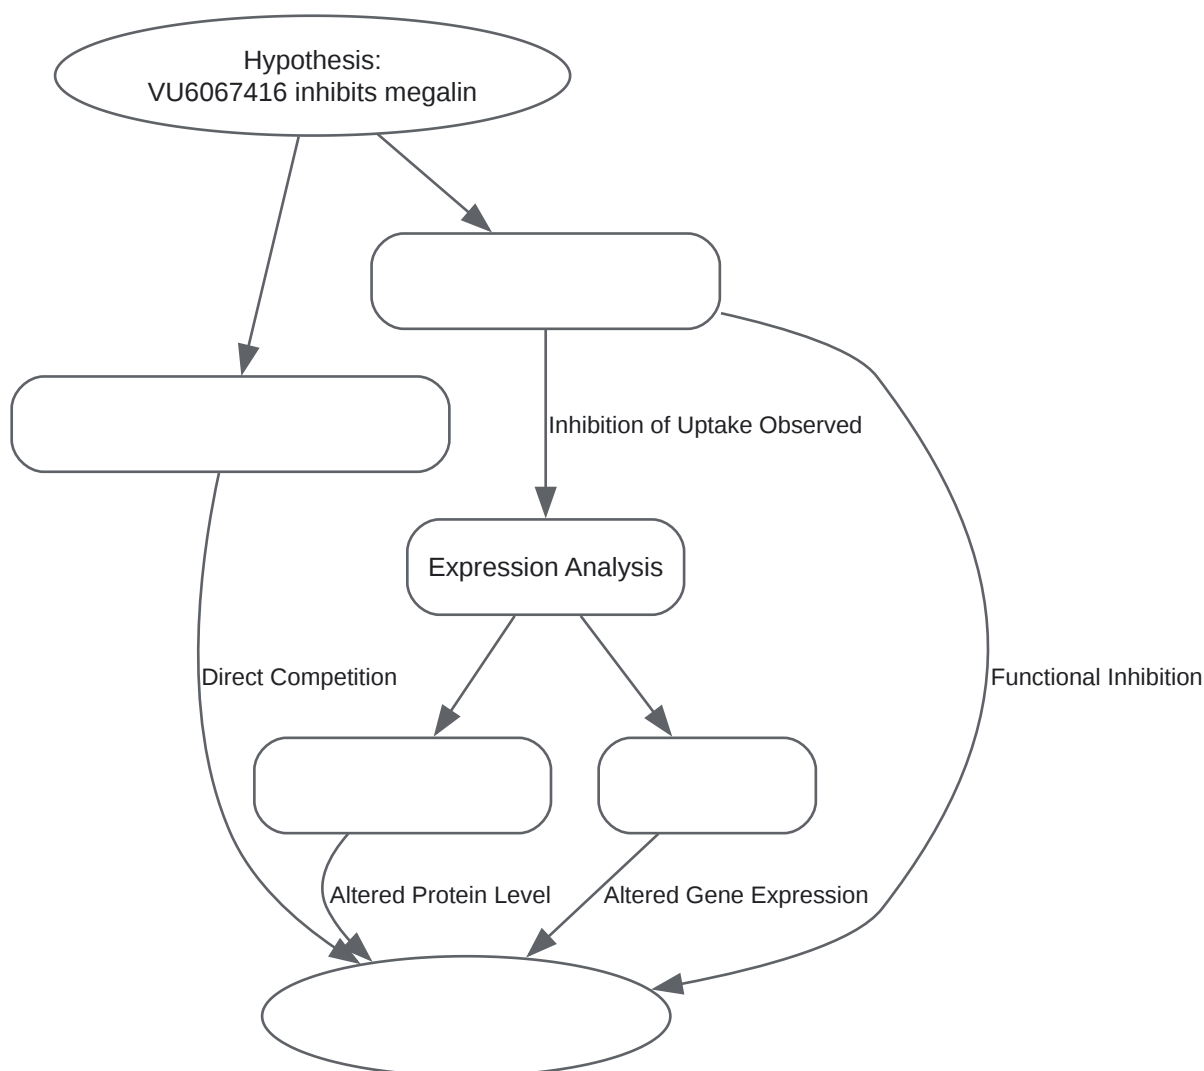 Hypothesis:
VU6067416 inhibits megalin
Inhibition of Uptake Observed
Expression Analysis
Direct Competition
Functional Inhibition
Altered Protein Level
Altered Gene Expression